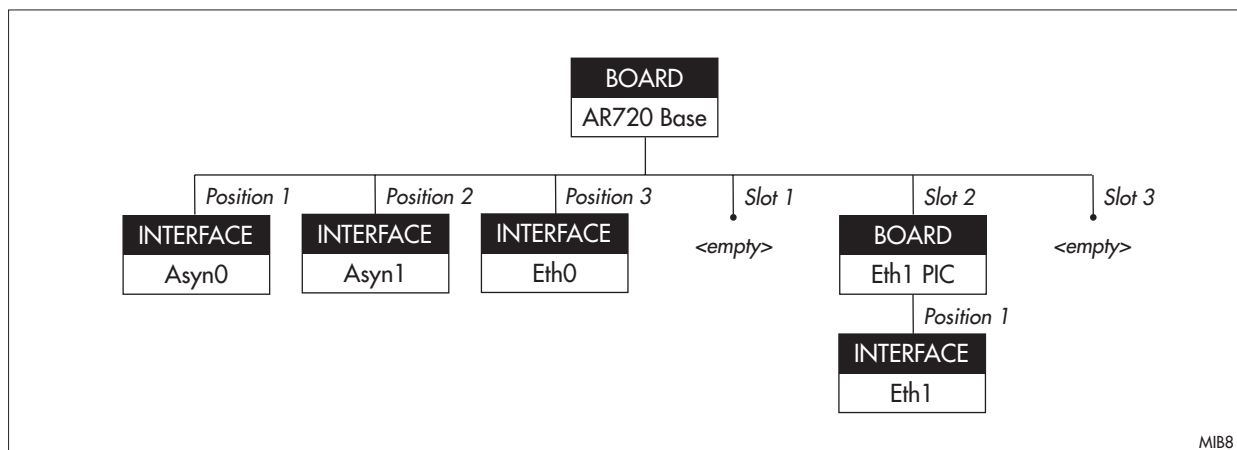 BOARD
AR720 Base
Position 1
Position 2
Position 3
Slot 1
Slot 2
Slot 3
INTERFACE
Asyn0
INTERFACE
Asyn1
INTERFACE
Eth0
<empty>
BOARD
Eth1 PIC
<empty>
Position 1
INTERFACE
Eth1
MIB8